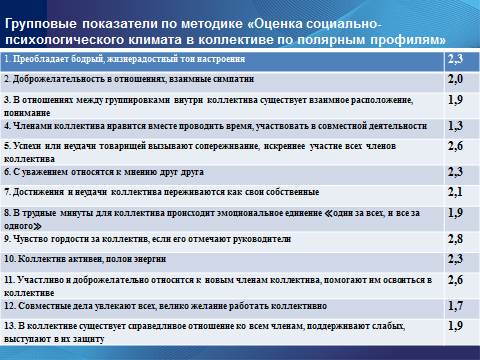 Групповые показатели по методике «Оценка социально-
психологического климата в коллективе по полярным профилям»
1. Преобладает бодрый, жизнерадостный тон настроения 2,3
2. Доброжелательность в отношениях, взаимные симпатии 2,0
3. В отношениях между группировками внутри коллектива существует взаимное расположение, 1,9
понимание
4. Членами коллектива нравится вместе проводить время, участвовать в совместной деятельности 1,3
5. Успехи или неудачи товарищей вызывают сопереживание, искреннее участие всех членов 2,6
коллектива
6. С уважением относятся к мнению друг друга 2,3
7. Достижения и неудачи коллектива переживаются как свои собственные 2,1
8. В трудные минуты для коллектива происходит эмоциональное единение «один за всех, и все за 1,9
одного»
9. Чувство гордости за коллектив, если его отмечают руководители 2,8
10. Коллектив активен, полон энергии 2,3
11. Участливо и доброжелательно относится к новым членам коллектива, помогают им освоиться в 2,6
коллективе
12. Совместные дела увлекают всех, велико желание работать коллективно 1,7
13. В коллективе существует справедливое отношение ко всем членам, поддерживают слабых, 1,9
выступают в их защиту